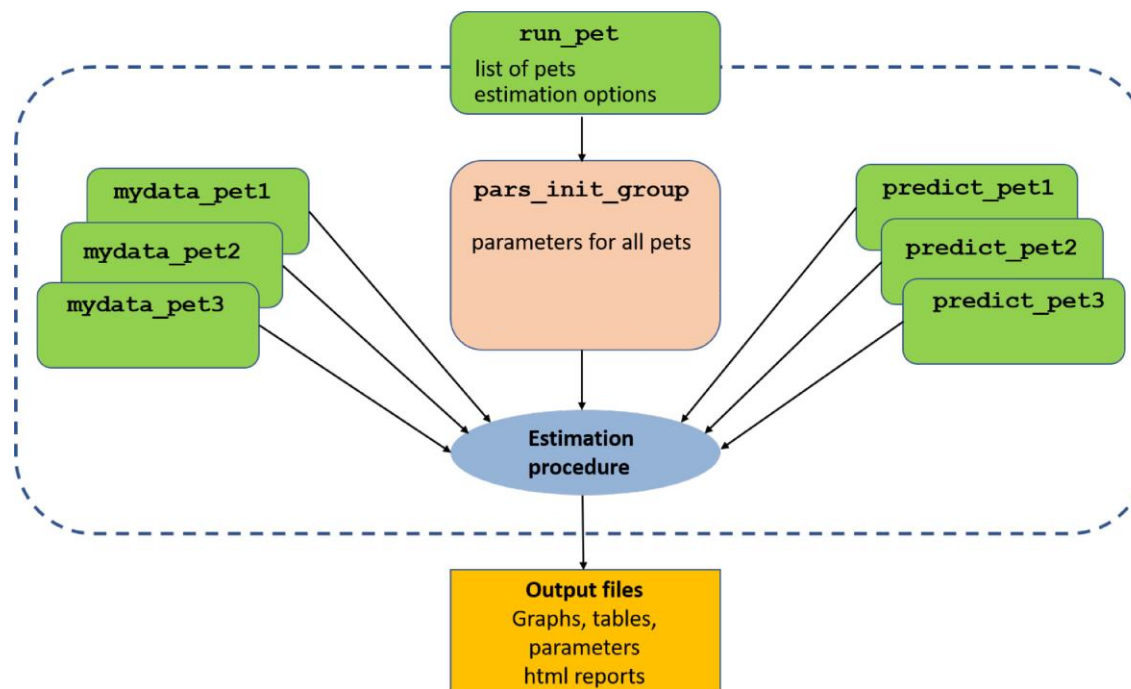 run_pet
list of pets
estimation options
mydata_pet1
mydata_pet2
mydata_pet3
pars_init_group
parameters for all pets
predict_pet1
predict_pet2
predict_pet3
Estimation
procedure
Output files
Graphs, tables,
parameters
html reports